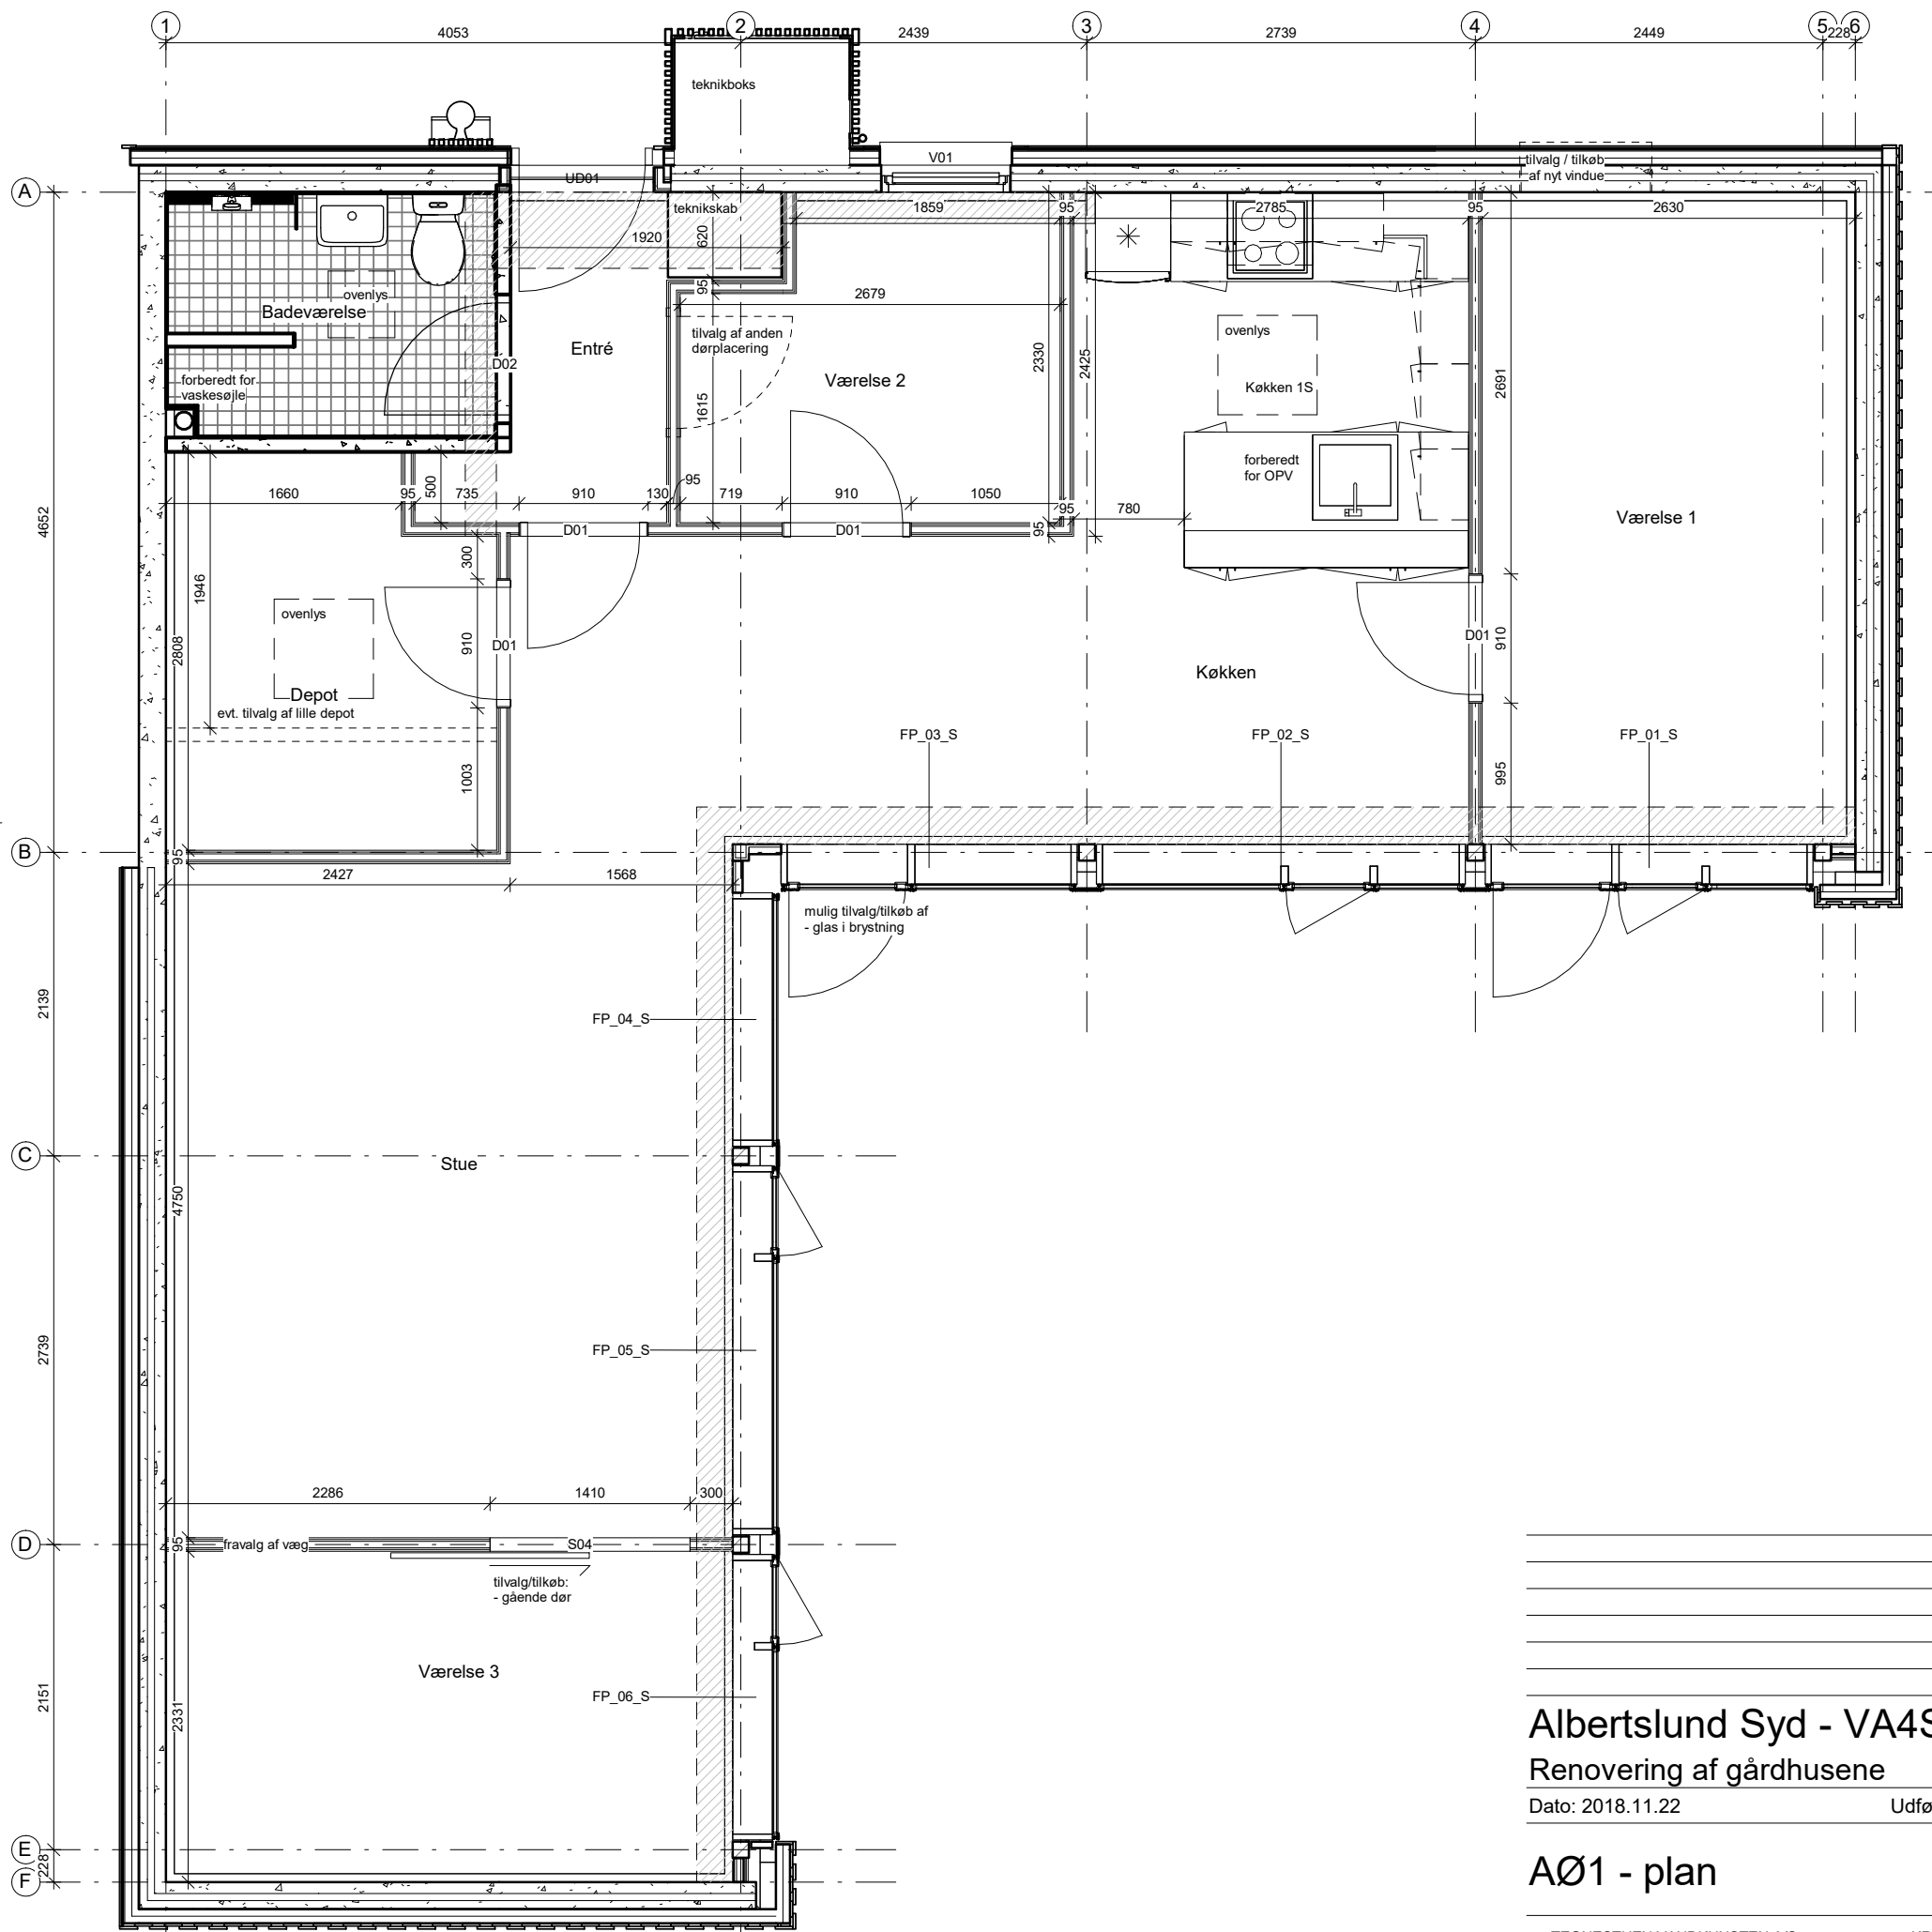 1
2
3
4
5
6
4053
2439
2739
2449
228
teknikboks
V01
tilvalg / tilkøb
af nyt vindue
A
UD01
teknikskab
1859
95
2785
95
2630
1920
620
95
2679
ovenlys
Badeværelse
tilvalg af anden
dørplacering
ovenlys
Entré
D02
2330
2425
Værelse 2
Køkken 1S
2691
forberedt for
vaskesøjle
1615
forberedt
for OPV
1660
95
500
735
910
130
95
719
910
1050
95
780
Værelse 1
4652
D01
D01
95
300
1946
ovenlys
2808
910
D01
D01
910
Køkken
Depot
evt. tilvalg af lille depot
FP_03_S
FP_02_S
FP_01_S
1003
995
B
95
2427
1568
mulig tilvalg/tilkøb af
- glas i brystning
2139
FP_04_S
C
Stue
4750
2739
FP_05_S
2286
1410
300
D
95
fravalg af væg
S04
tilvalg/tilkøb:
- gående dør
Værelse 3
2151
2331
FP_06_S
E
228
F
Albertslund Syd - VA4S
Renovering af gårdhusene
Dato: 2018.11.22
Udfø
AØ1 - plan